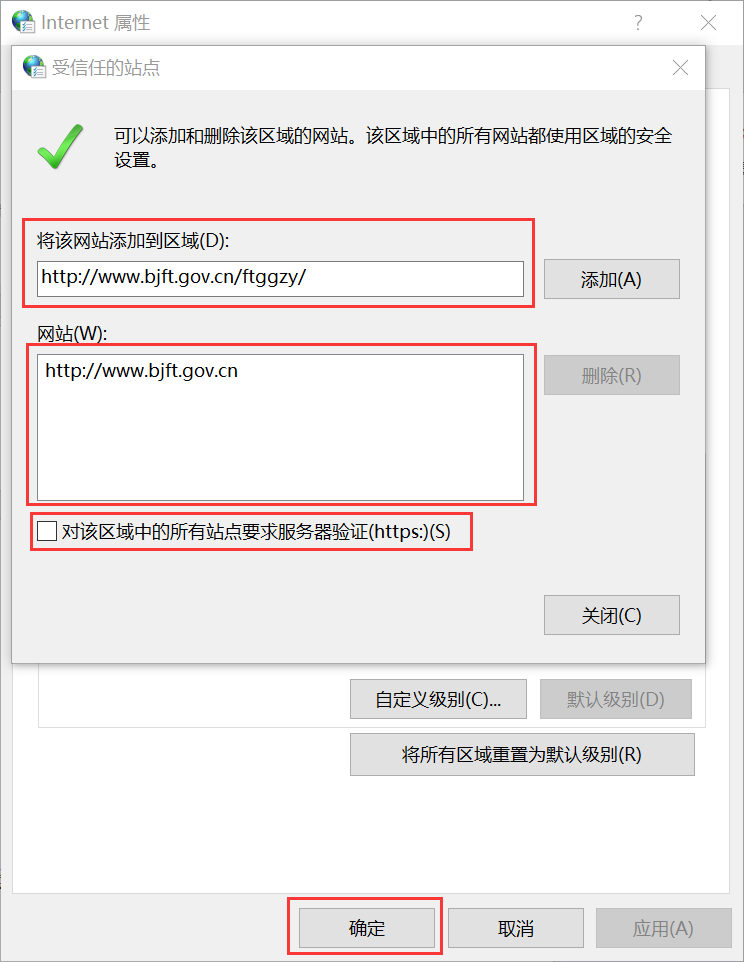 Internet 属性
受信任的站点
可以添加和删除该区域的网站。该区域中的所有网站都使用区域的安全
设置。
将该网站添加到区域(D):
http://www.bjft.gov.cn/ftggzy/
添加(A)
网站(W):
http://www.bjft.gov.cn
删除(R)
对该区域中的所有站点要求服务器验证(https:)(S)
关闭(C)
自定义级别(C)...
默认级别(D)
将所有区域重置为默认级别(R)
确定
取消
应用(A)